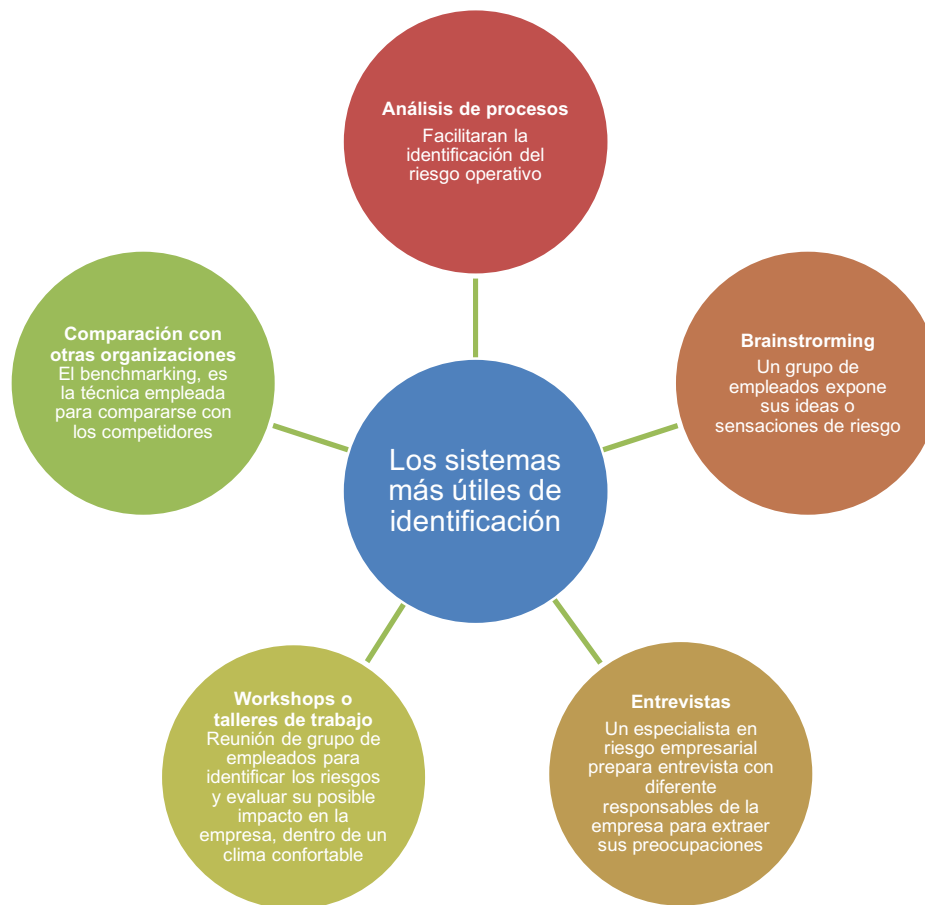 Análisis de procesos
Facilitaran la
identificación del
riesgo operativo
Comparación con
otras organizaciones
El benchmarking, es
la técnica empleada
para compararse con
los competidores
Brainstrorming
Un grupo de
empleados expone
sus ideas o
sensaciones de riesgo
Los sistemas
más útiles de
identificación
Workshops o
talleres de trabajo
Reunión de grupo de
empleados para
identificar los riesgos
y evaluar su posible
impacto en la
empresa, dentro de un
clima confortable
Entrevistas
Un especialista en
riesgo empresarial
prepara entrevista con
diferente
responsables de la
empresa para extraer
sus preocupaciones